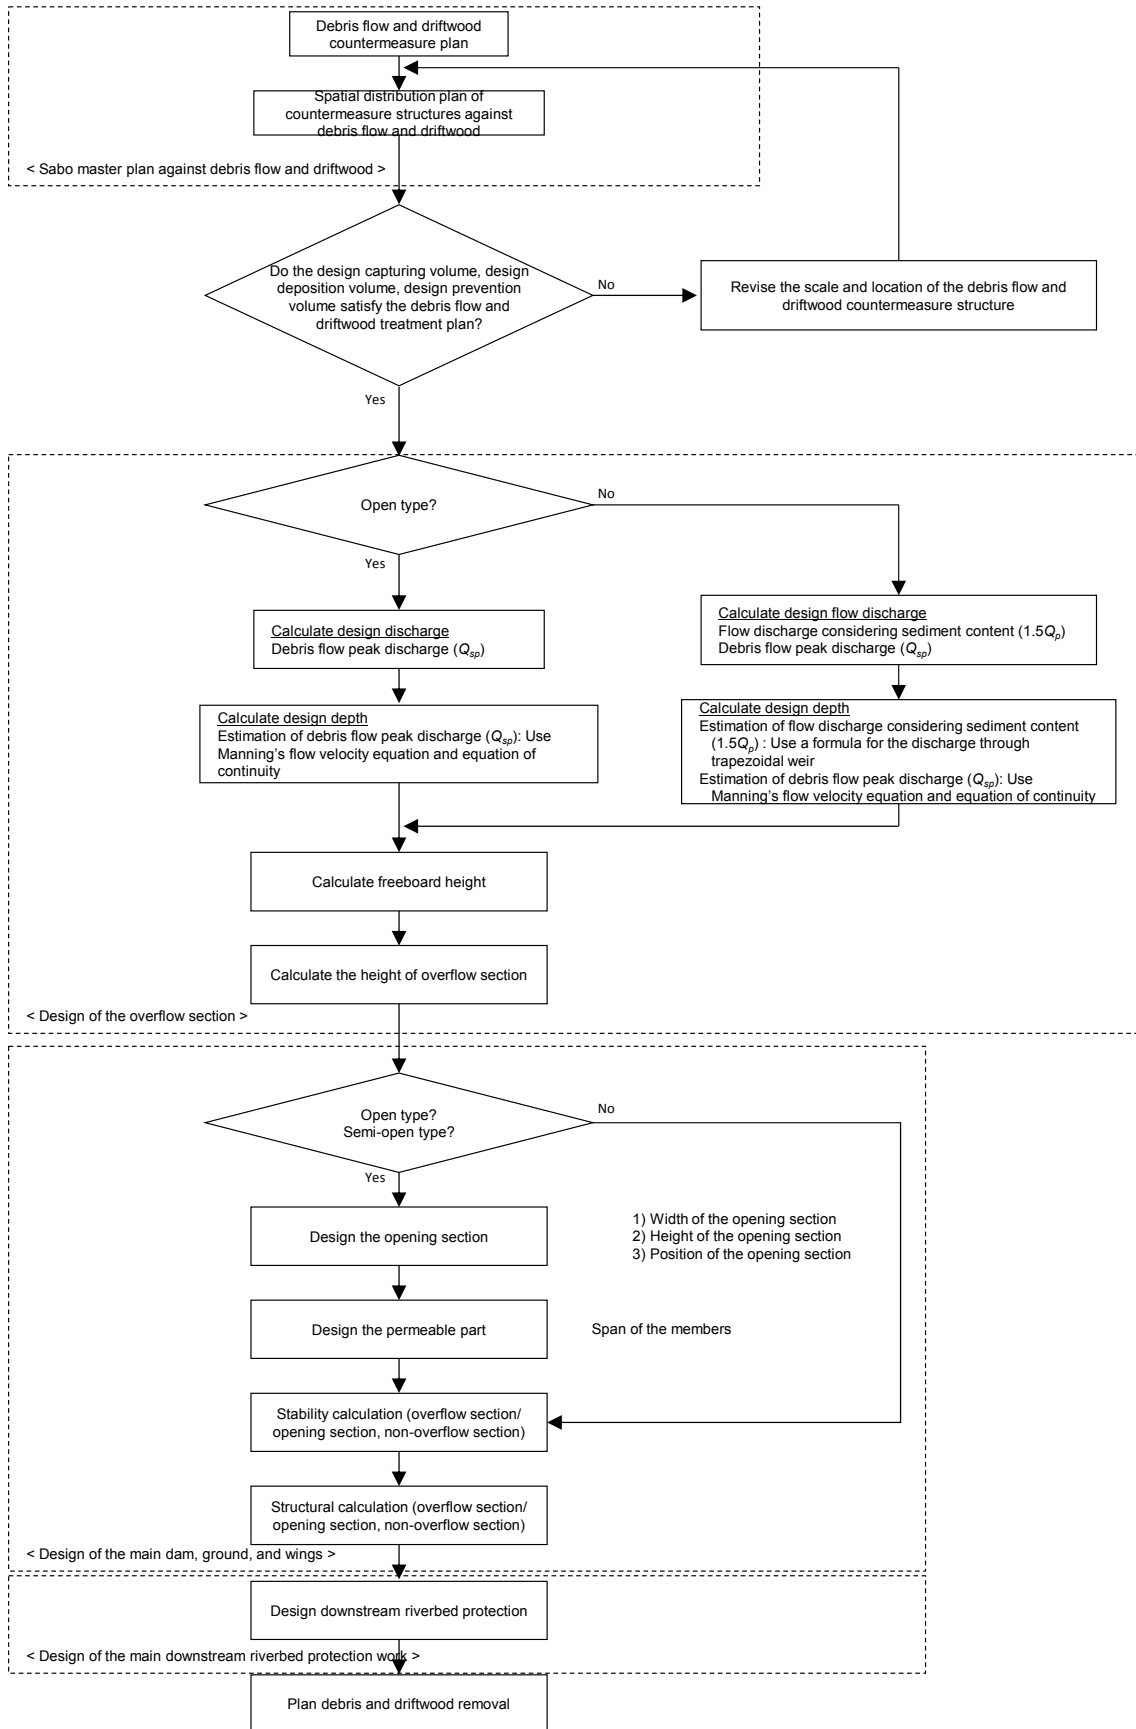 Debris flow and driftwood
countermeasure plan
Spatial distribution plan of
countermeasure structures against
debris flow and driftwood
< Sabo master plan against debris flow and driftwood >
Do the design capturing volume, design
deposition volume, design prevention
volume satisfy the debris flow and
driftwood treatment plan?
No
Revise the scale and location of the debris flow and
driftwood countermeasure structure
Yes
Open type?
No
Yes
Calculate design discharge
Debris flow peak discharge (Qsp)
Calculate design flow discharge
Flow discharge considering sediment content (1.5Qp)
Debris flow peak discharge (Qsp)
Calculate design depth
Estimation of debris flow peak discharge (Qsp): Use
Manning's flow velocity equation and equation of
continuity
Calculate design depth
Estimation of flow discharge considering sediment content
(1.5Qp) : Use a formula for the discharge through
trapezoidal weir
Estimation of debris flow peak discharge (Qsp): Use
Manning's flow velocity equation and equation of continuity
Calculate freeboard height
Calculate the height of overflow section
< Design of the overflow section >
Open type?
Semi-open type?
No
Yes
Design the opening section
1) Width of the opening section
2) Height of the opening section
3) Position of the opening section
Design the permeable part
Span of the members
Stability calculation (overflow section/
opening section, non-overflow section)
Structural calculation (overflow section/
opening section, non-overflow section)
< Design of the main dam, ground, and wings >
Design downstream riverbed protection
< Design of the main downstream riverbed protection work >
Plan debris and driftwood removal